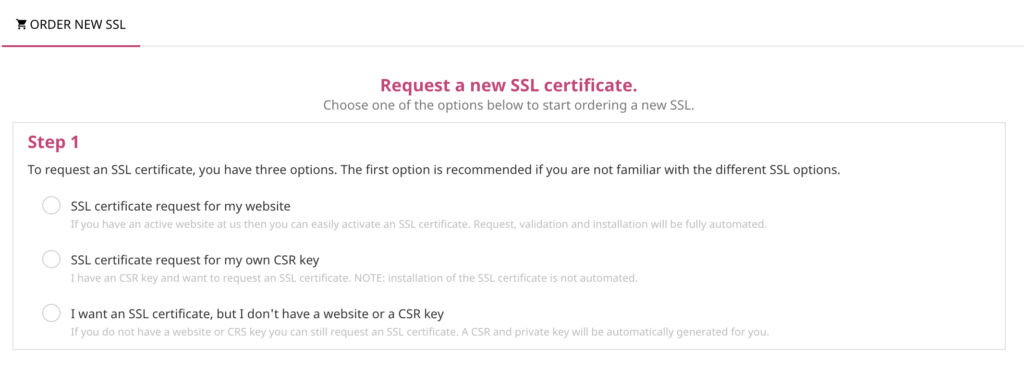 ORDER NEW SSL
Request a new SSL certificate.
Choose one of the options below to start ordering a new SSL.
Step 1
To request an SSL certificate, you have three options. The first option is recommended if you are not familiar with the different SSL options.
SSL certificate request for my website
If you have an active website at us then you can easily activate an SSL certificate. Request, validation and installation will be fully automated.
SSL certificate request for my own CSR key
I have an CSR key and want to request an SSL certificate. NOTE: installation of the SSL certificate is not automated.
I want an SSL certificate, but I don't have a website or a CSR key
If you do not have a website or CRS key you can still request an SSL certificate. A CSR and private key will be automatically generated for you.